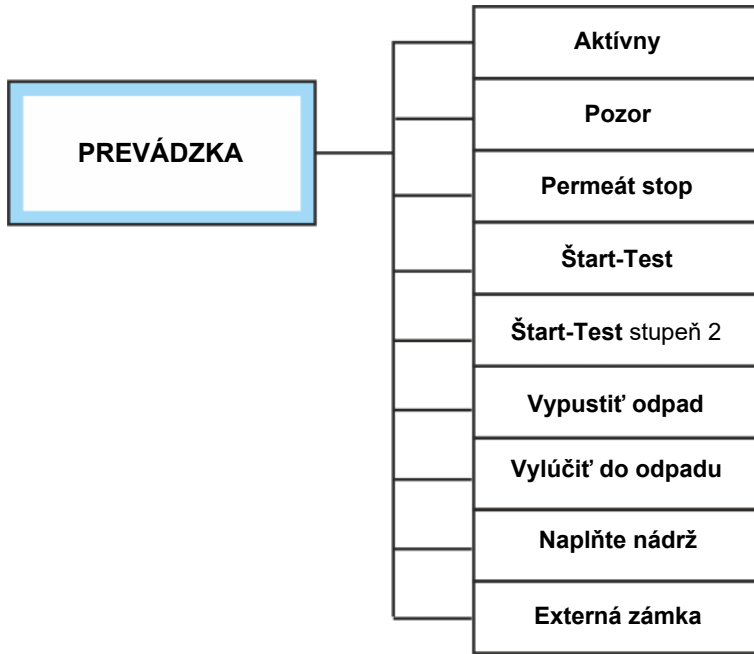 PREVÁDZKA
Aktívny
Pozor
Permeát stop
Štart-Test
Štart-Test stupeň 2
Vypustiť odpad
Vylúčiť do odpadu
Naplňte nádrž
Externá zámka